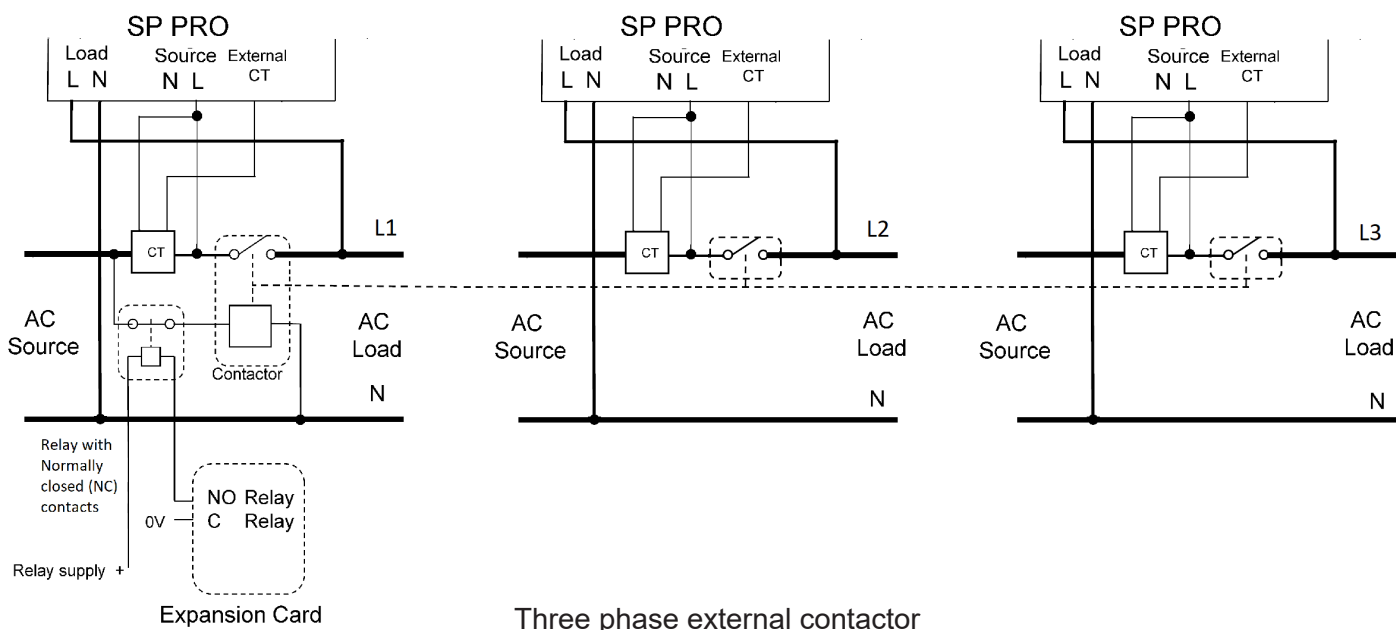 SP PRO
Load
Source
External
CT
L N
N L
L1
CT
AC
Source
AC
Load
Contactor
N
Relay with
Normally
closed (NC)
contacts
NO Relay
0V
C Relay
Relay supply +
Expansion Card
SP PRO
Load
Source
External
CT
L N
N L
L2
CT
AC
Source
AC
Load
N
SP PRO
Load
Source
External
CT
L N
N L
L3
CT
AC
Source
AC
Load
N
Three phase external contactor